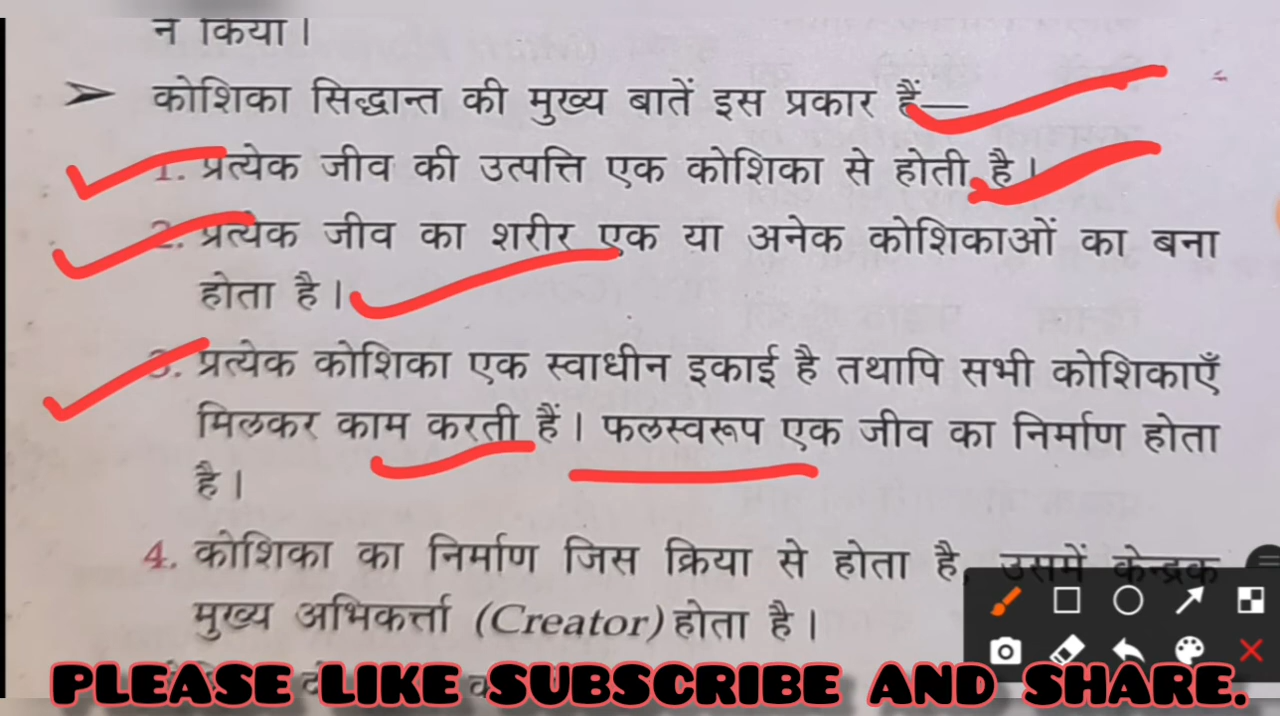 न किया।
➤ कोशिका सिद्धान्त की मुख्य बातें इस प्रकार हैं—
1. प्रत्येक जीव की उत्पत्ति एक कोशिका से होती है।
2. प्रत्येक जीव का शरीर एक या अनेक कोशिकाओं का बना
होता है।
3. प्रत्येक कोशिका एक स्वाधीन इकाई है तथापि सभी कोशिकाएँ
मिलकर काम करती हैं। फलस्वरूप एक जीव का निर्माण होता
है।
4. कोशिका का निर्माण जिस क्रिया से होता है, उसमें केन्द्रक
मुख्य अभिकर्त्ता (Creator) होता है।
PLEASE LIKE SUBSCRIBE AND SHARE.